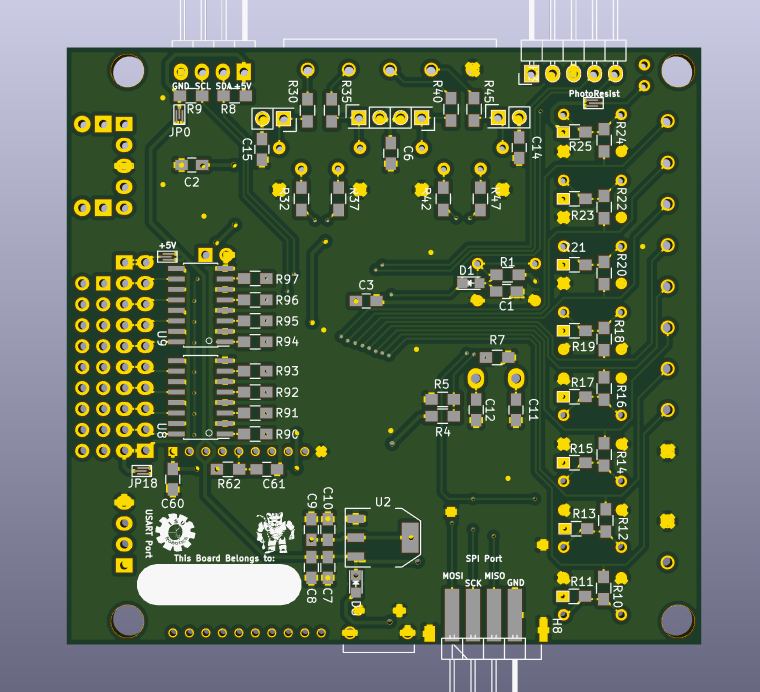 GND SCL SDA +5V
R9
R8
JP0
R30
R35
R40
R45
PhotoResist
R24
R25
C15
C6
C14
C2
R32
R37
R42
R47
R22
R23
+5V
R21
R20
D1
R1
C1
C3
R97
R96
R95
R94
U9
R18
R19
R7
R93
R92
R91
R90
U8
R5
R4
C12
C11
R17
R16
R15
R14
JP18
C60
R62
C61
USART Port
C9
C10
U2
R13
R12
This Board Belongs to:
C8
C7
SPI Port
MOSI
SCK
MISO
GND
R11
R10
H8